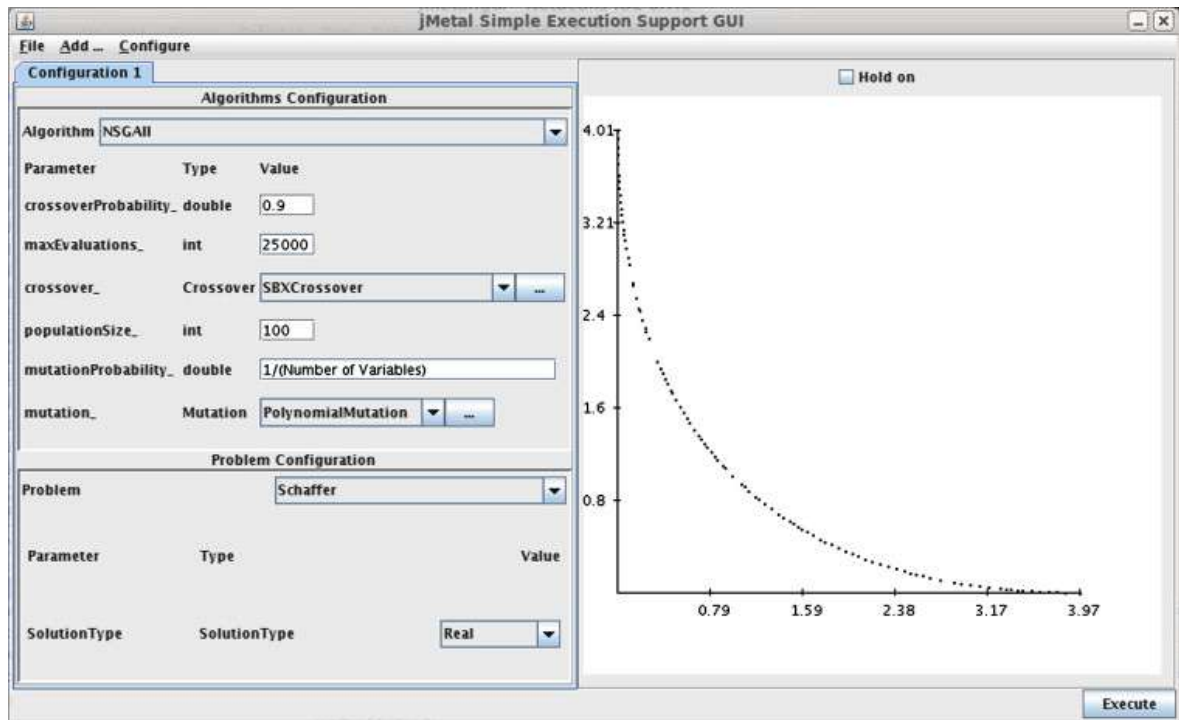 jMetal Simple Execution Support GUI
File Add ... Configure
Configuration 1
Algorithms Configuration
Algorithm NSGAII
Parameter Type Value
crossoverProbability_ double 0.9
maxEvaluations_ int 25000
crossover_ Crossover SBXCrossover ...
populationSize_ int 100
mutationProbability_ double 1/(Number of Variables)
mutation_ Mutation PolynomialMutation ...
Problem Configuration
Problem Schaffer
Parameter Type Value
SolutionType SolutionType Real
Hold on
4.01
3.21
2.4
1.6
0.8
0.79 1.59 2.38 3.17 3.97
Execute